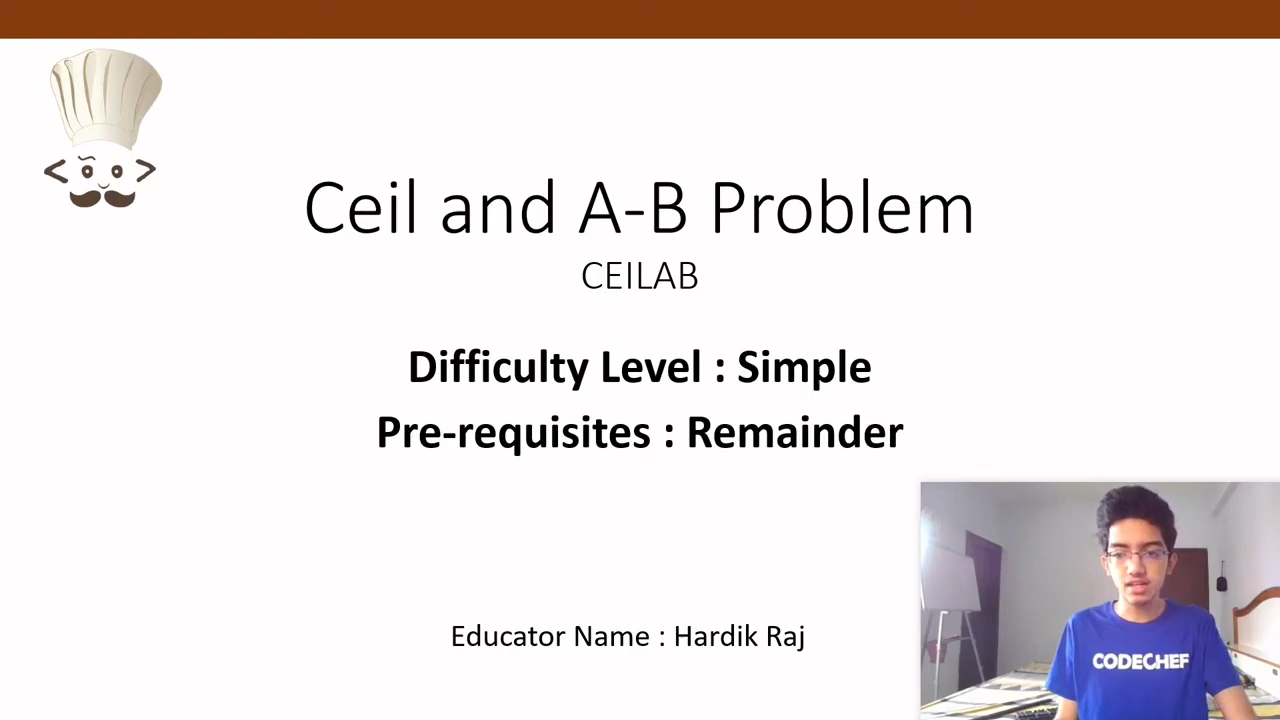 Ceil and A-B Problem
CEILAB
Difficulty Level : Simple
Pre-requisites : Remainder
Educator Name : Hardik Raj
CODECHEF